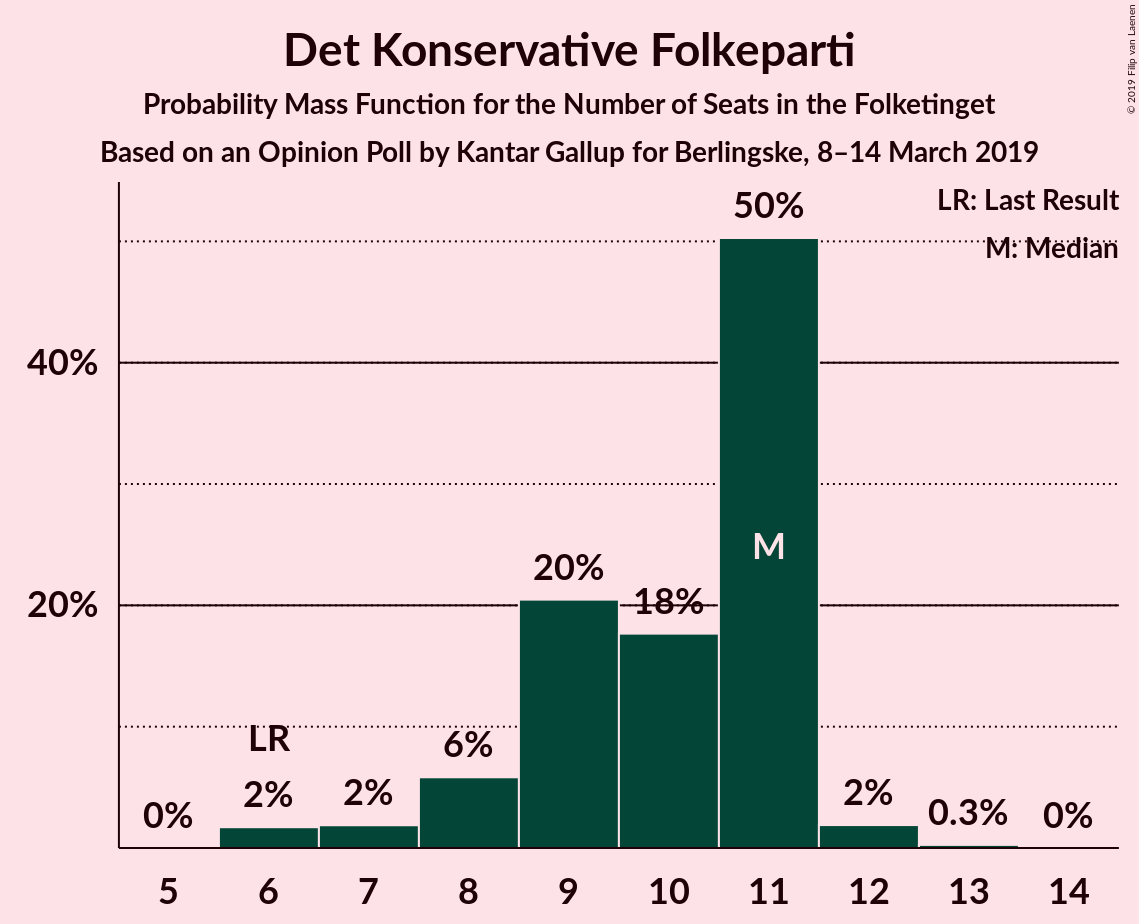 Det Konservative Folkeparti
Probability Mass Function for the Number of Seats in the Folketinget
Based on an Opinion Poll by Kantar Gallup for Berlingske, 8–14 March 2019
© 2019 Filip van Laenen
LR: Last Result
M: Median
50%
40%
M
20%
18%
20%
LR
6%
0%
2%
2%
2%
0.3%
0%
5 6 7 8 9 10 11 12 13 14